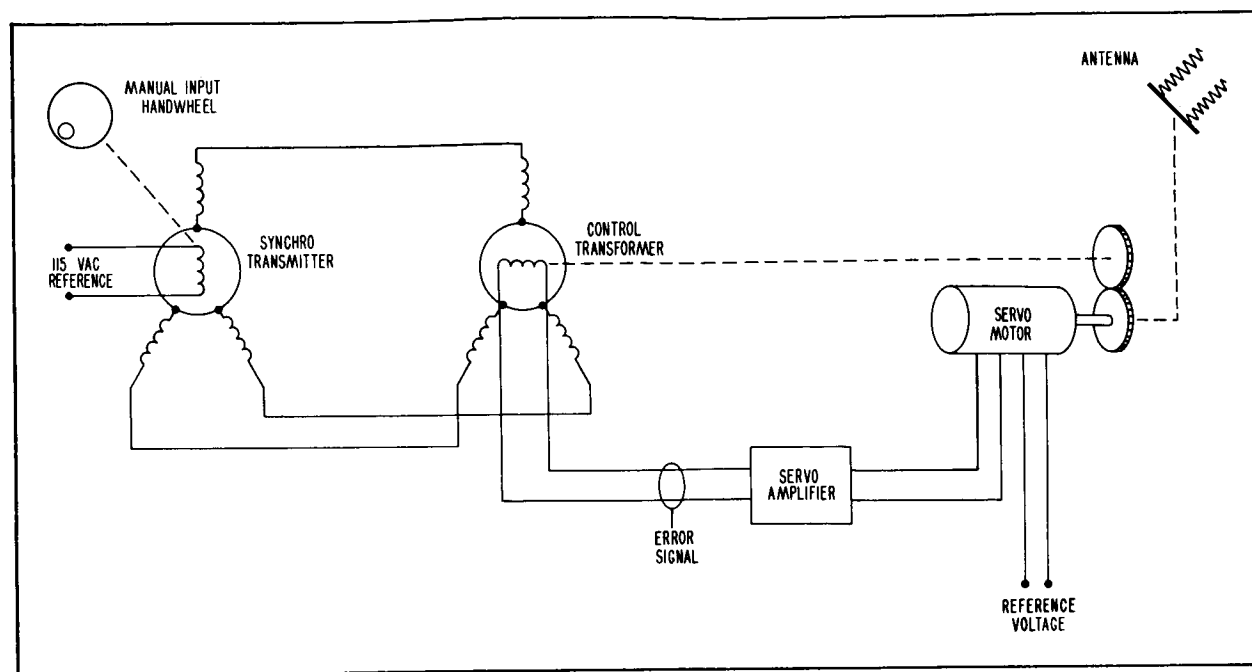 MANUAL INPUT
HANDWHEEL
ANTENNA
SYNCHRO
TRANSMITTER
CONTROL
TRANSFORMER
115 VAC
REFERENCE
SERVO
MOTOR
SERVO
AMPLIFIER
ERROR
SIGNAL
REFERENCE
VOLTAGE